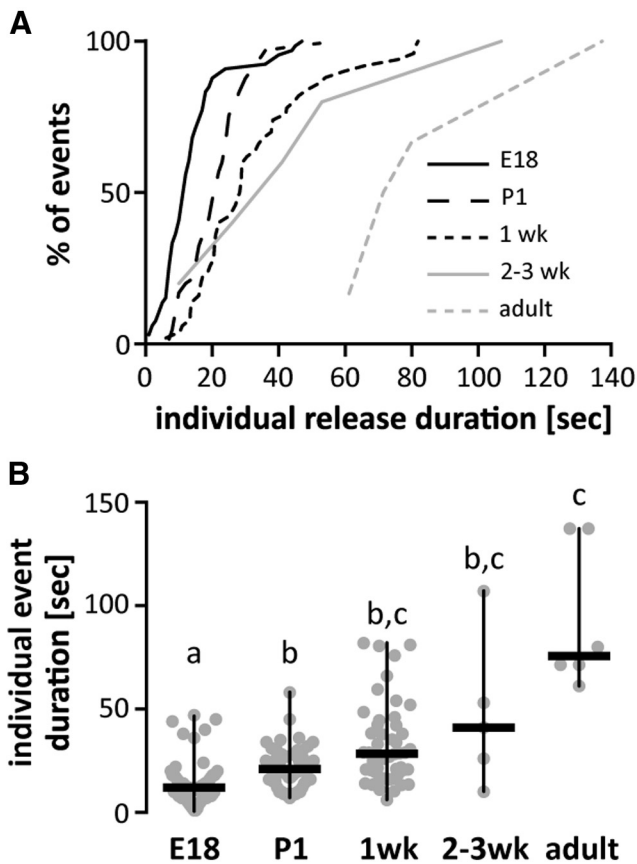 A
% of events
100
50
0
0 20 40 60 80 100 120 140
individual release duration [sec]
E18
P1
1 wk
2-3 wk
adult
B
individual event
duration [sec]
150
100
50
0
a
b
b,c
b,c
c
E18 P1 1wk 2-3wk adult